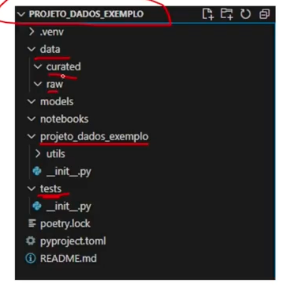 PROJETO_DADOS_EXEMPLO
.venv
data
curated
raw
models
notebooks
projeto_dados_exemplo
utils
__init__.py
tests
__init__.py
poetry.lock
pyproject.toml
README.md